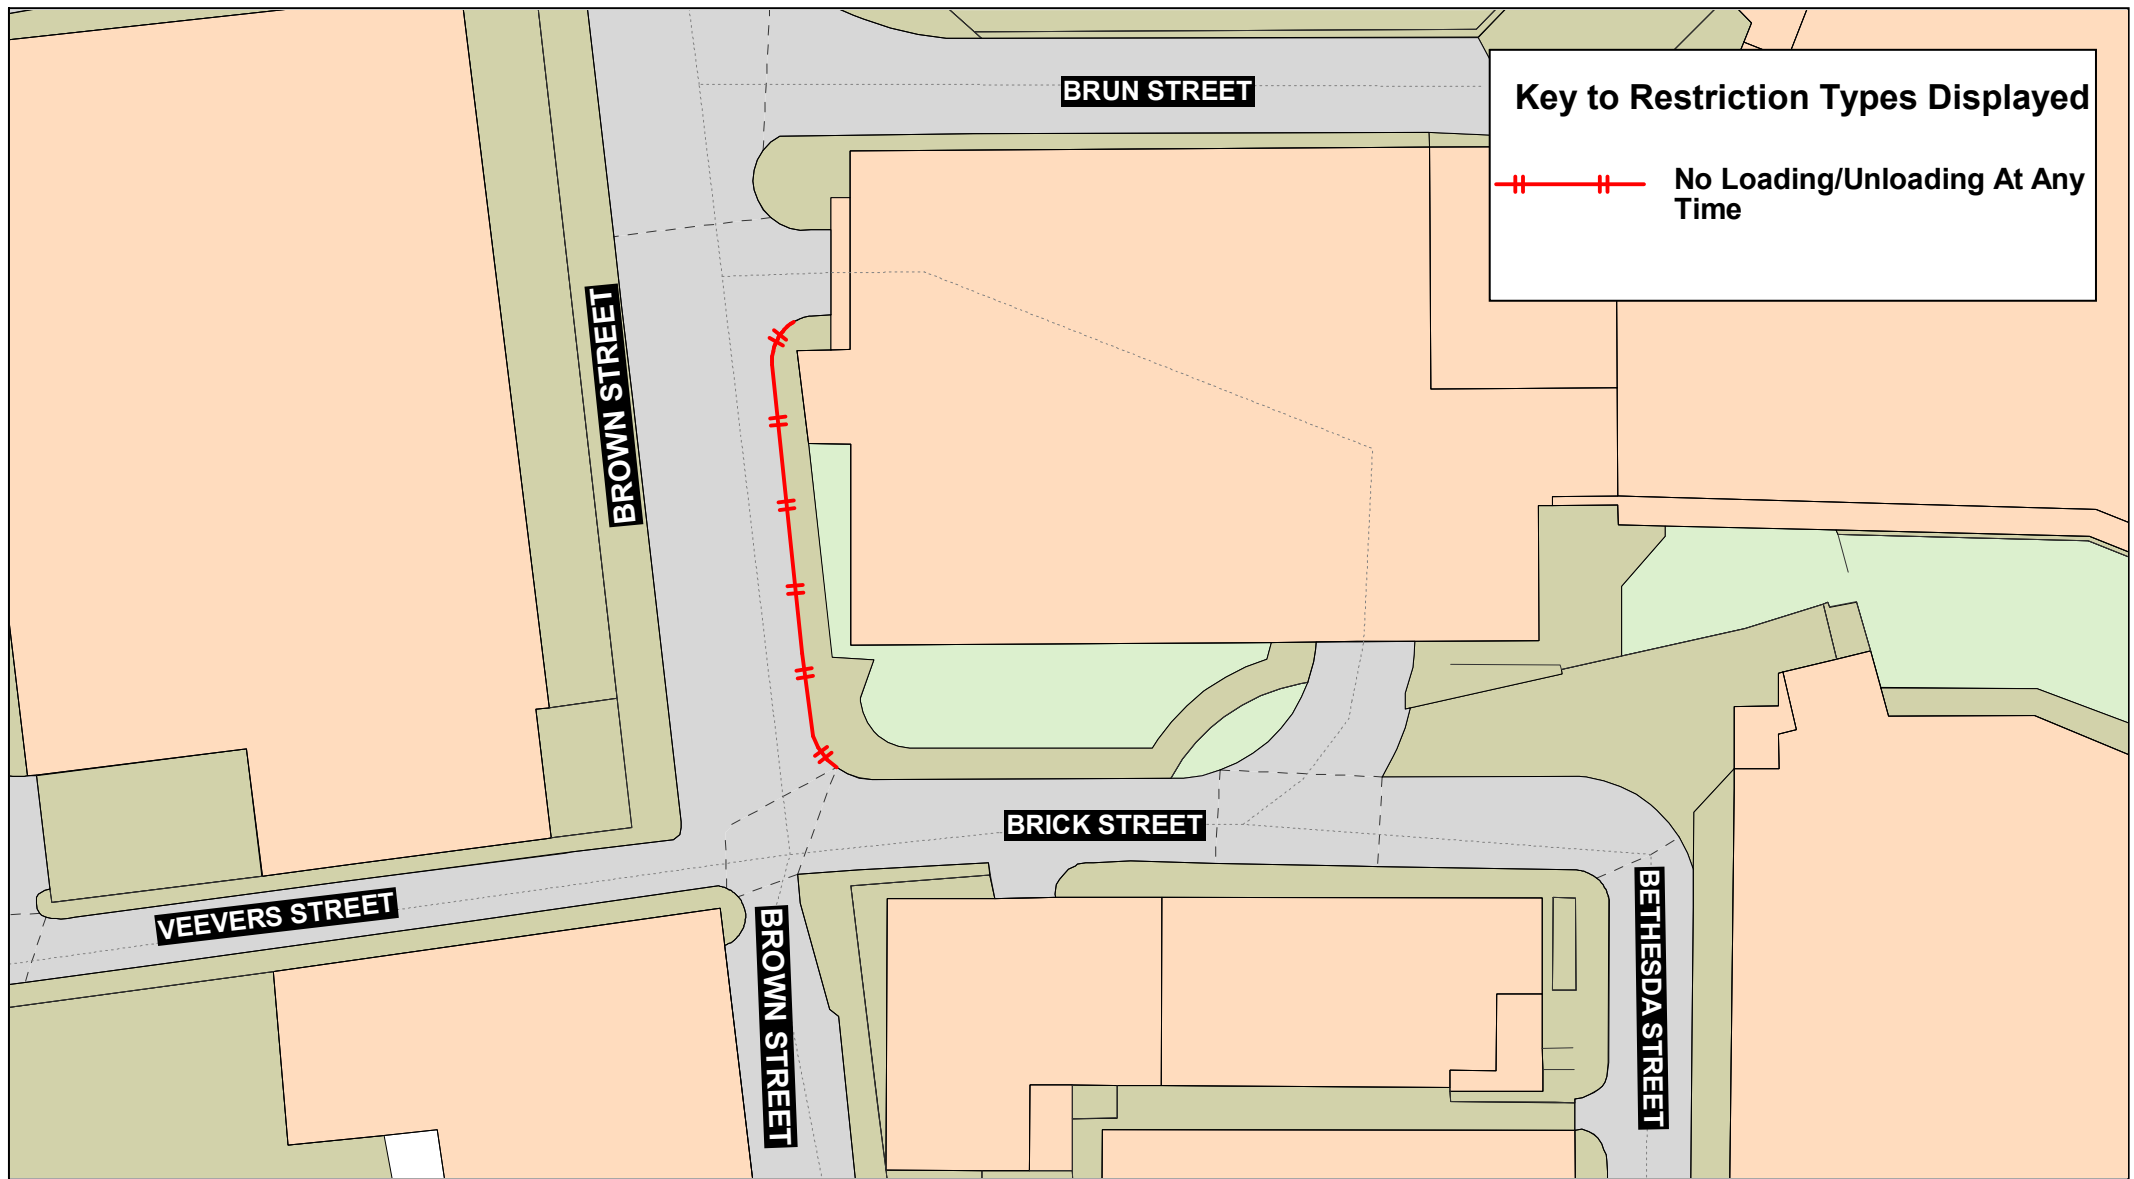 BRUN STREET
Key to Restriction Types Displayed
No Loading/Unloading At Any
Time
BROWN STREET
BRICK STREET
VEEVERS STREET
BROWN STREET
BETHESDA STREET